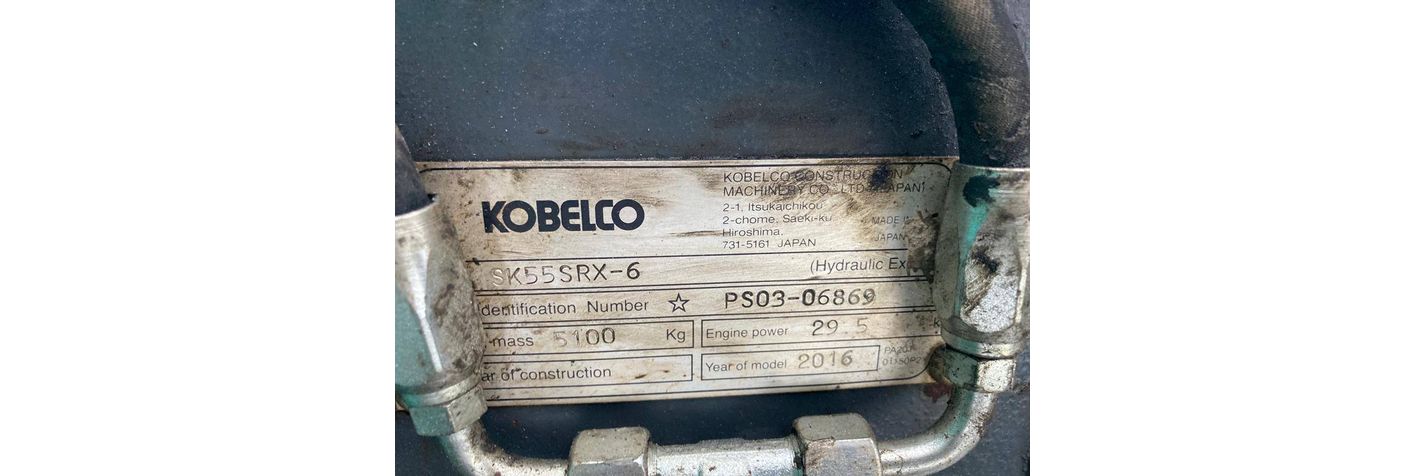 KOBELCO CONSTRUCTION
MACHINERY CO., LTD. (JAPAN)
KOBELCO
2-1, Itsukaichikou
2-chome, Saeki-ku
Hiroshima,
731-5161 JAPAN
MADE
JAPAN
SK55SRX-6 (Hydraulic Ex
dentification Number ☆ PS03-06869
mass 5100 Kg
Engine power 29.5 k
ar of construction
Year of model 2016